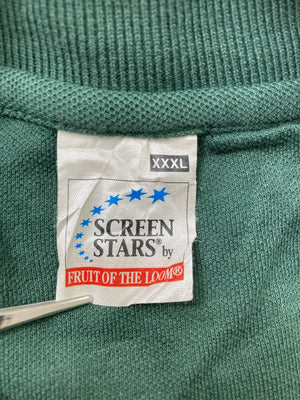 XXXL
SCREEN
STARS® by
FRUIT OF THE LOOM®